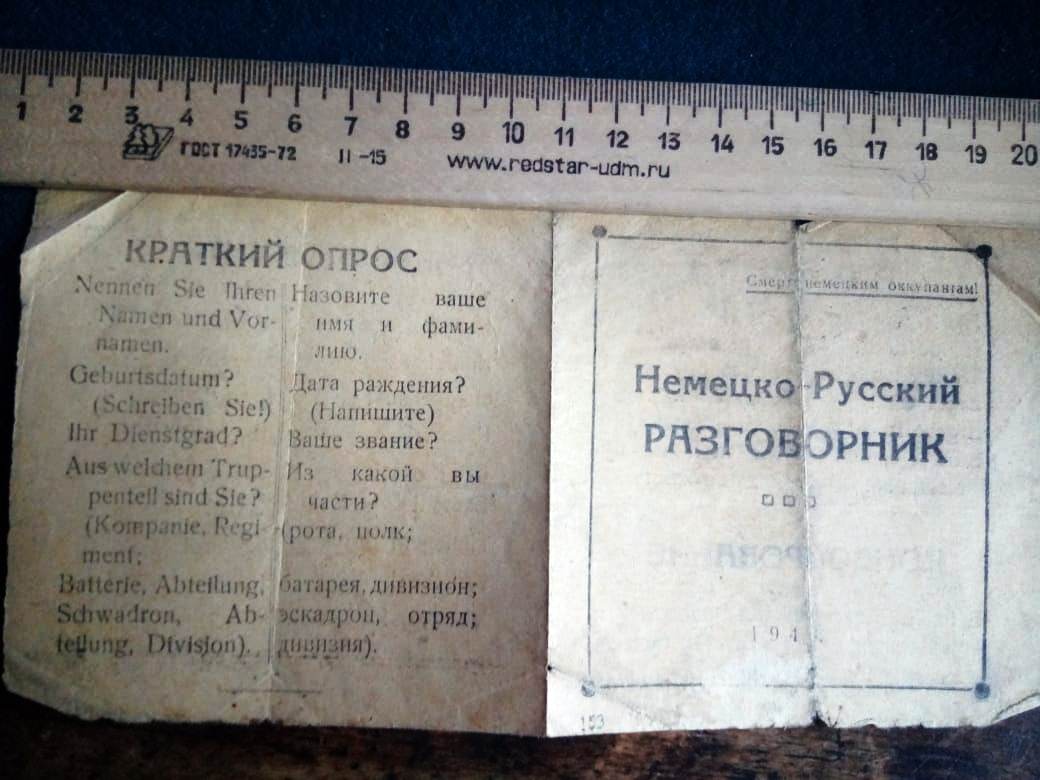 1 2 3 4 5 6 7 8 9 10 11 12 13 14 15 16 17 18 19 20
ГОСТ 17435-72 II-15 www.redstar-udm.ru
КРАТКИЙ ОПРОС
Nennen Sie Ihren Назовите ваше
Namen und Vor- имя и фами-
namen. лию.
Geburtsdatum? Дата раждения?
(Schreiben Sie!) (Напишите)
Ihr Dienstgrad? Ваше звание?
Aus welchem Trup- Из какой вы
penteil sind Sie? части?
(Kompanie, Regi- (рота, полк;
ment;
Batterie, Abteilung, батарея, дивизион;
Schwadron, Ab- эскадрон, отряд;
teilung, Division). дивизия).
Смерть немецким оккупантам!
Немецко-Русский
РАЗГОВОРНИК
194
153